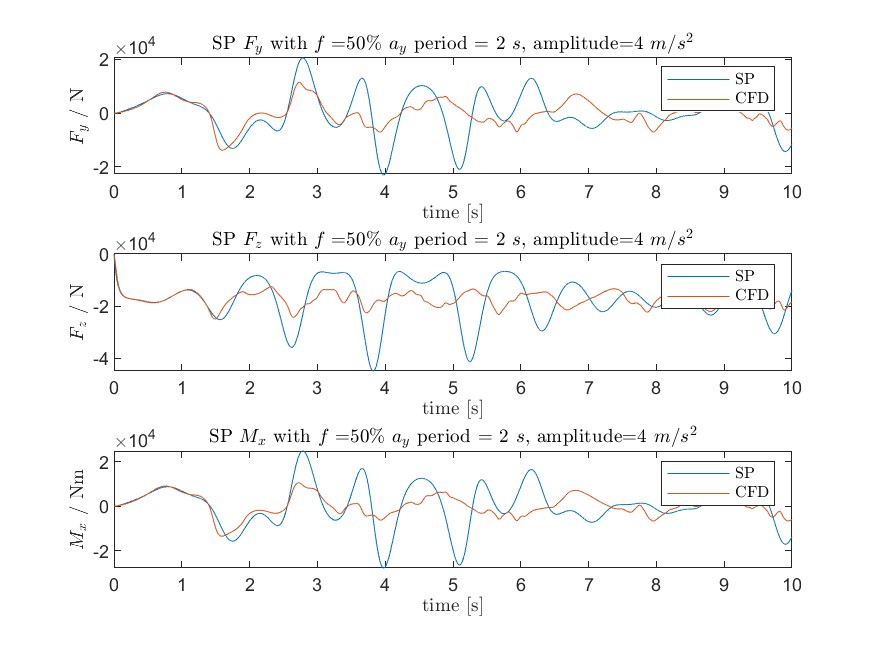 SP F_y with f =50% a_y period = 2 s, amplitude=4 m/s^2
×10^4
2
0
-2
F_y / N
SP
CFD
0 1 2 3 4 5 6 7 8 9 10
time [s]
SP F_z with f =50% a_y period = 2 s, amplitude=4 m/s^2
×10^4
0
-2
-4
F_z / N
SP
CFD
0 1 2 3 4 5 6 7 8 9 10
time [s]
SP M_x with f =50% a_y period = 2 s, amplitude=4 m/s^2
×10^4
2
0
-2
M_x / Nm
SP
CFD
0 1 2 3 4 5 6 7 8 9 10
time [s]